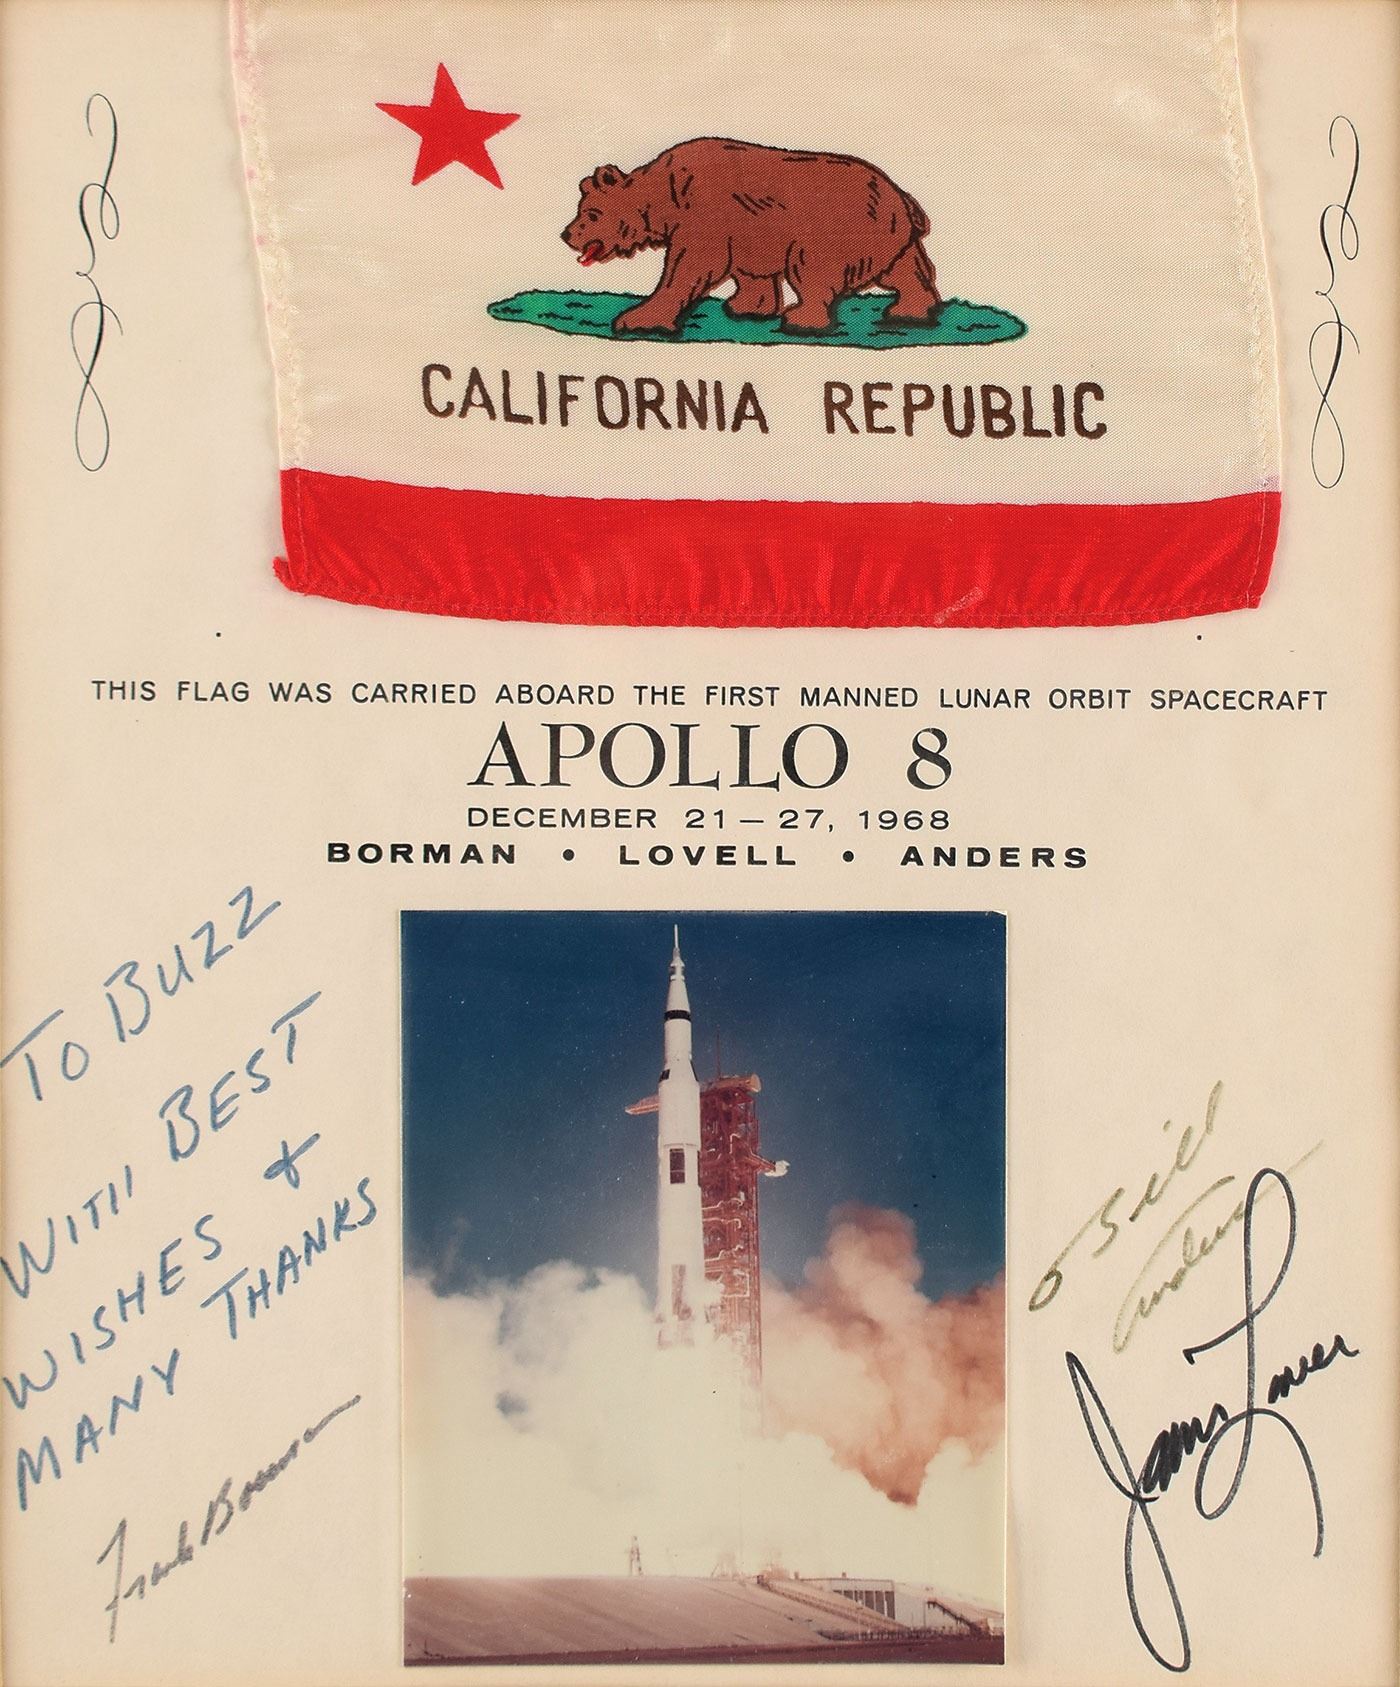 CALIFORNIA REPUBLIC
THIS FLAG WAS CARRIED ABOARD THE FIRST MANNED LUNAR ORBIT SPACECRAFT
APOLLO 8
DECEMBER 21 – 27, 1968
BORMAN • LOVELL • ANDERS
TO BUZZ
WITH BEST
WISHES &
MANY THANKS
Frank Borman
Bill
Anders
James Lovell